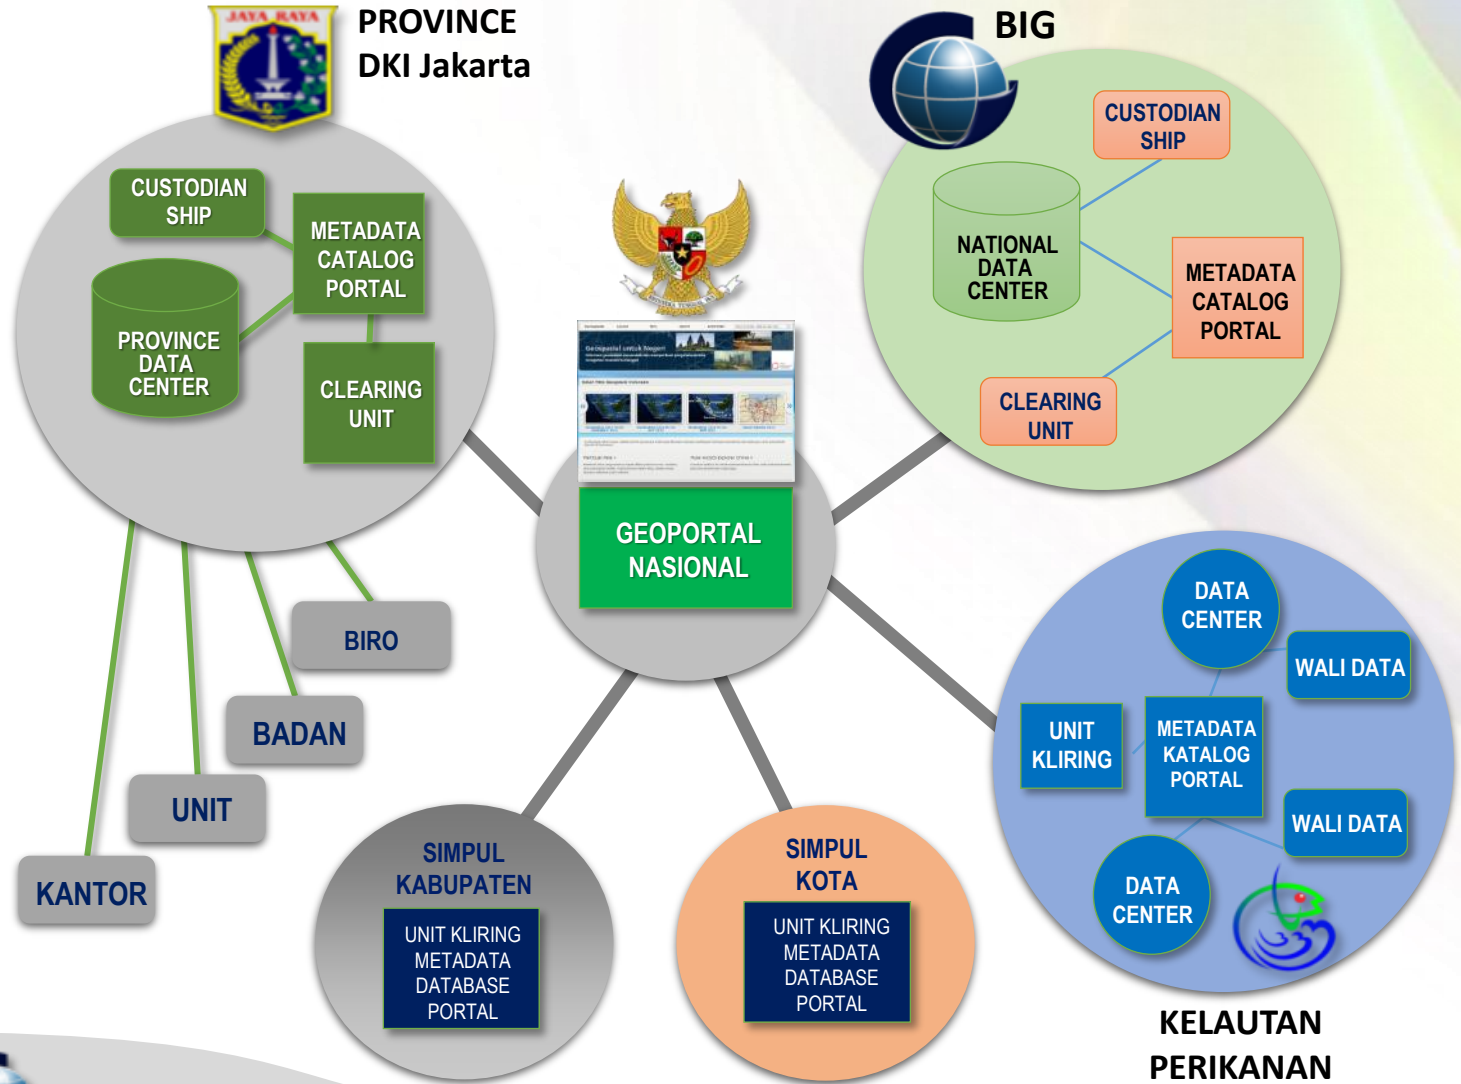 JAYA RAYA
PROVINCE
DKI Jakarta
CUSTODIAN
SHIP
METADATA
CATALOG
PORTAL
PROVINCE
DATA
CENTER
CLEARING
UNIT
BIRO
BADAN
UNIT
KANTOR
Geospasial untuk Negeri
GEOPORTAL
NASIONAL
BIG
CUSTODIAN
SHIP
NATIONAL
DATA
CENTER
METADATA
CATALOG
PORTAL
CLEARING
UNIT
DATA
CENTER
WALI DATA
UNIT
KLIRING
METADATA
KATALOG
PORTAL
WALI DATA
DATA
CENTER
KELAUTAN
PERIKANAN
SIMPUL
KABUPATEN
UNIT KLIRING
METADATA
DATABASE
PORTAL
SIMPUL
KOTA
UNIT KLIRING
METADATA
DATABASE
PORTAL